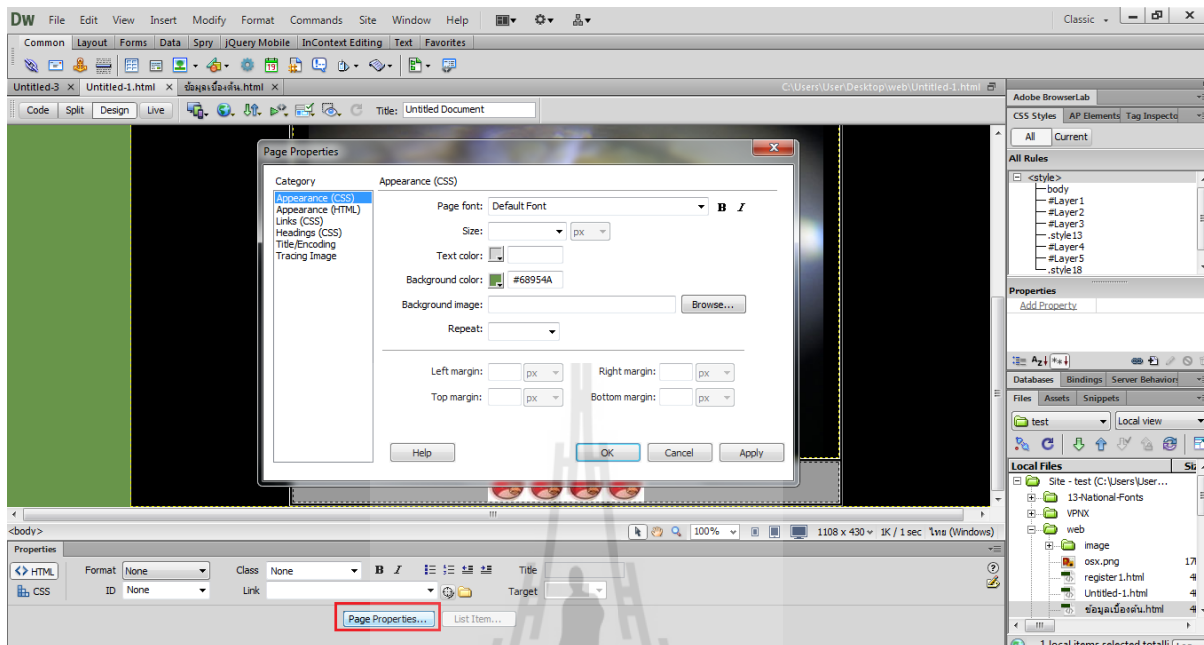 DW File Edit View Insert Modify Format Commands Site Window Help Classic
Common Layout Forms Data Spry jQuery Mobile InContext Editing Text Favorites
Untitled-3 × Untitled-1.html × ข้อมูลเบื้องต้น.html × C:\Users\User\Desktop\web\Untitled-1.html
Code Split Design Live Title: Untitled Document
Page Properties
Category
Appearance (CSS)
Appearance (HTML)
Links (CSS)
Headings (CSS)
Title/Encoding
Tracing Image
Appearance (CSS)
Page font: Default Font B I
Size: px
Text color:
Background color: #68954A
Background image: Browse...
Repeat:
Left margin: px Right margin: px
Top margin: px Bottom margin: px
Help OK Cancel Apply
<body> 100% 1108 x 430 1K / 1 sec ไทย (Windows)
Properties
HTML Format None Class None B I Title
CSS ID None Link Target
Page Properties... List Item...
Adobe BrowserLab
CSS Styles AP Elements Tag Inspecto
All Current
All Rules
<style>
body
#Layer1
#Layer2
#Layer3
.style13
#Layer4
#Layer5
.style18
Properties
Add Property
Databases Bindings Server Behavior
Files Assets Snippets
test Local view
Local Files
Site - test (C:\Users\User...
13-National-Fonts
VPNX
web
image
osx.png
register1.html
Untitled-1.html
ข้อมูลเบื้องต้น.html
1 local items selected totalli